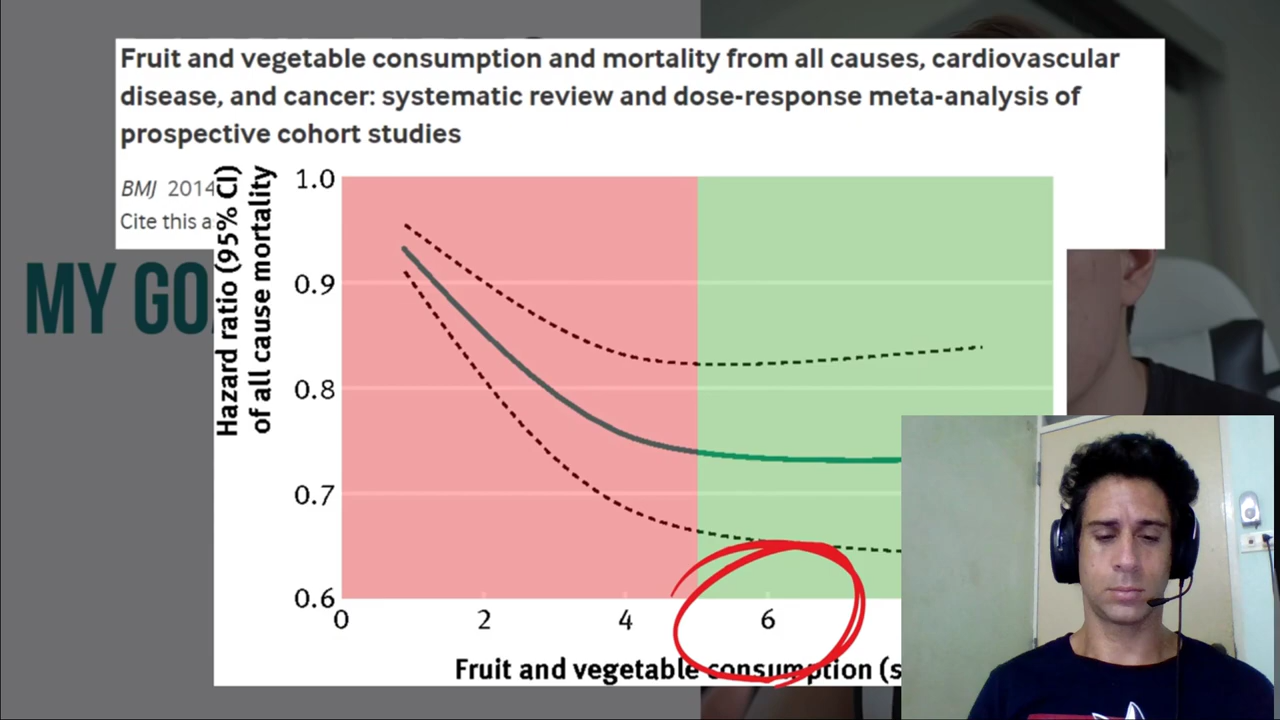 Fruit and vegetable consumption and mortality from all causes, cardiovascular
disease, and cancer: systematic review and dose-response meta-analysis of
prospective cohort studies
BMJ 2014
Cite this a
MY GO
Hazard ratio (95% CI)
of all cause mortality
1.0
0.9
0.8
0.7
0.6
0 2 4 6
Fruit and vegetable consumption (s